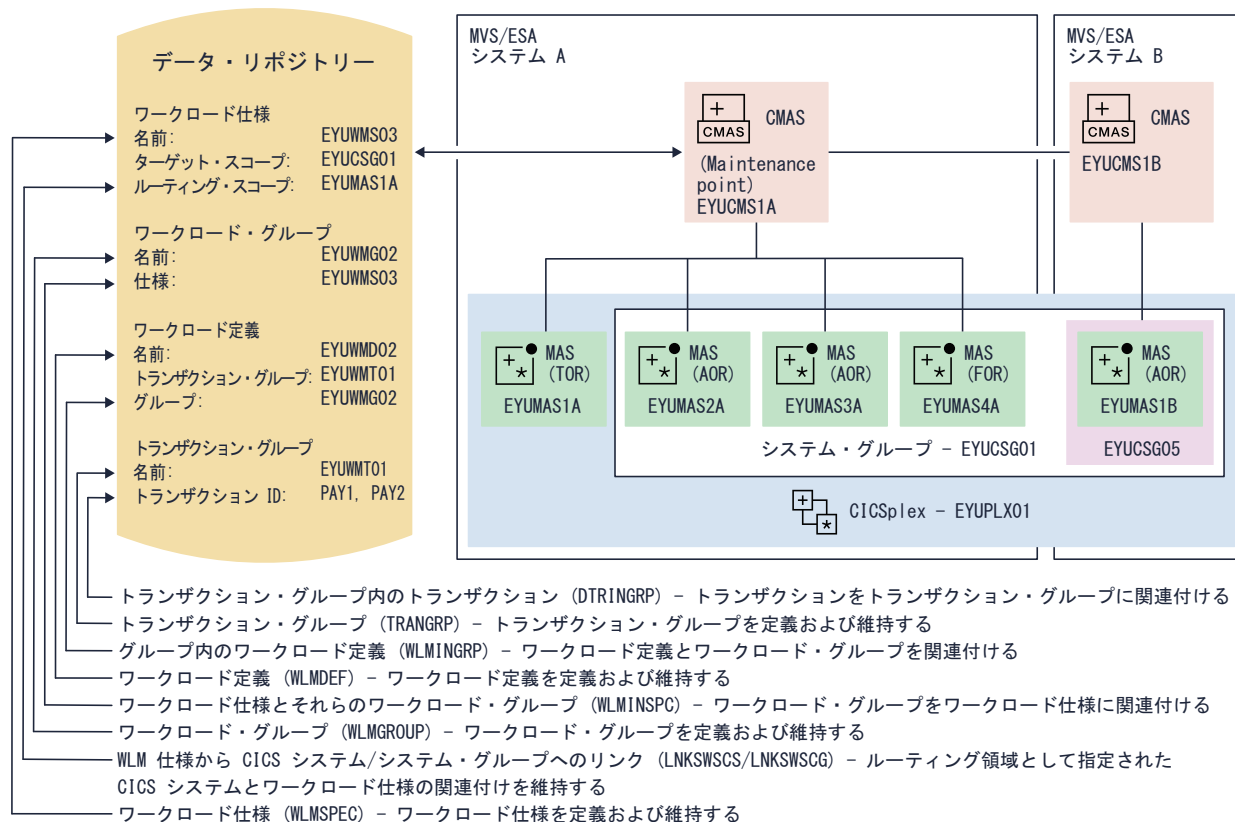 データ・リポジトリー
ワークロード仕様
名前: EYUWMS03
ターゲット・スコープ: EYUCSG01
ルーティング・スコープ: EYUMAS1A
ワークロード・グループ
名前: EYUWMG02
仕様: EYUWMS03
ワークロード定義
名前: EYUWMD02
トランザクション・グループ: EYUWMT01
グループ: EYUWMG02
トランザクション・グループ
名前: EYUWMT01
トランザクション ID: PAY1, PAY2
MVS/ESA
システム A
+
CMAS
CMAS
(Maintenance
point)
EYUCMS1A
MVS/ESA
システム B
+
CMAS
CMAS
EYUCMS1B
+
*
MAS
(TOR)
EYUMAS1A
+
*
MAS
(AOR)
EYUMAS2A
+
*
MAS
(AOR)
EYUMAS3A
+
*
MAS
(FOR)
EYUMAS4A
+
*
MAS
(AOR)
EYUMAS1B
システム・グループ – EYUCSG01
EYUCSG05
+
*
CICSplex – EYUPLX01
トランザクション・グループ内のトランザクション (DTRINGRP) – トランザクションをトランザクション・グループに関連付ける
トランザクション・グループ (TRANGRP) – トランザクション・グループを定義および維持する
グループ内のワークロード定義 (WLMINGRP) – ワークロード定義とワークロード・グループを関連付ける
ワークロード定義 (WLMDEF) – ワークロード定義を定義および維持する
ワークロード仕様とそれらのワークロード・グループ (WLMINSPC) – ワークロード・グループをワークロード仕様に関連付ける
ワークロード・グループ (WLMGROUP) – ワークロード・グループを定義および維持する
WLM 仕様から CICS システム/システム・グループへのリンク (LNKSWSCS/LNKSWSCG) – ルーティング領域として指定された
CICS システムとワークロード仕様の関連付けを維持する
ワークロード仕様 (WLMSPEC) – ワークロード仕様を定義および維持する